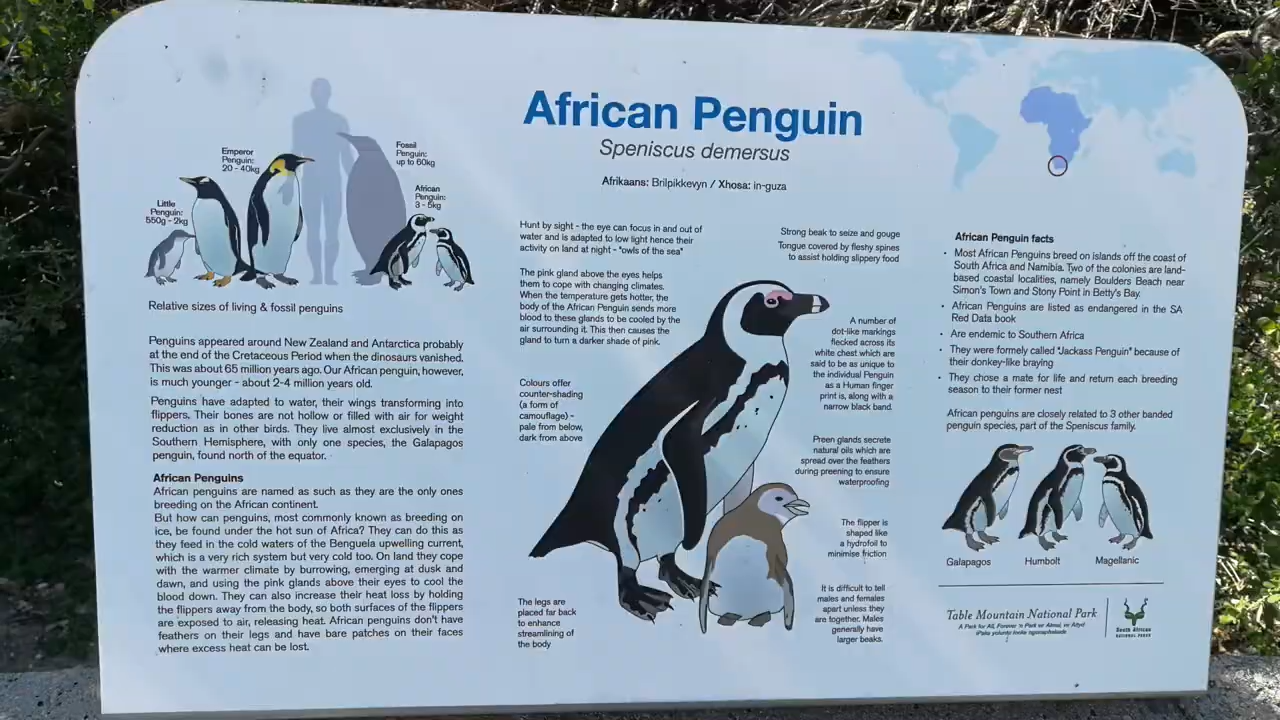 African Penguin
Speniscus demersus
Afrikaans: Brilpikkevyn / Xhosa: in-guza
Emperor
Penguin:
20 - 40kg
Fossil
Penguin:
up to 60kg
African
Penguin:
3 - 5kg
Little
Penguin:
550g - 2kg
Relative sizes of living & fossil penguins
Penguins appeared around New Zealand and Antarctica probably
at the end of the Cretaceous Period when the dinosaurs vanished.
This was about 65 million years ago. Our African penguin, however,
is much younger - about 2-4 million years old.
Penguins have adapted to water, their wings transforming into
flippers. Their bones are not hollow or filled with air for weight
reduction as in other birds. They live almost exclusively in the
Southern Hemisphere, with only one species, the Galapagos
penguin, found north of the equator.
African Penguins
African penguins are named as such as they are the only ones
breeding on the African continent.
But how can penguins, most commonly known as breeding on
ice, be found under the hot sun of Africa? They can do this as
they feed in the cold waters of the Benguela upwelling current,
which is a very rich system but very cold too. On land they cope
with the warmer climate by burrowing, emerging at dusk and
dawn, and using the pink glands above their eyes to cool the
blood down. They can also increase their heat loss by holding
the flippers away from the body, so both surfaces of the flippers
are exposed to air, releasing heat. African penguins don't have
feathers on their legs and have bare patches on their faces
where excess heat can be lost.
Hunt by sight - the eye can focus in and out of
water and is adapted to low light hence their
activity on land at night - "owls of the sea"
The pink gland above the eyes helps
them to cope with changing climates.
When the temperature gets hotter, the
body of the African Penguin sends more
blood to these glands to be cooled by the
air surrounding it. This then causes the
gland to turn a darker shade of pink.
Colours offer
counter-shading
(a form of
camouflage) -
pale from below,
dark from above
The legs are
placed far back
to enhance
streamlining of
the body
Strong beak to seize and gouge
Tongue covered by fleshy spines
to assist holding slippery food
A number of
dot-like markings
flecked across its
white chest which are
said to be as unique to
the individual Penguin
as a Human finger
print is, along with a
narrow black band.
Preen glands secrete
natural oils which are
spread over the feathers
during preening to ensure
waterproofing
The flipper is
shaped like
a hydrofoil to
minimise friction
It is difficult to tell
males and females
apart unless they
are together. Males
generally have
larger beaks.
African Penguin facts
• Most African Penguins breed on islands off the coast of
South Africa and Namibia. Two of the colonies are land-
based coastal localities, namely Boulders Beach near
Simon's Town and Stony Point in Betty's Bay.
• African Penguins are listed as endangered in the SA
Red Data book
• Are endemic to Southern Africa
• They were formely called "Jackass Penguin" because of
their donkey-like braying
• They chose a mate for life and return each breeding
season to their former nest
African penguins are closely related to 3 other banded
penguin species, part of the Speniscus family.
Galapagos
Humbolt
Magellanic
Table Mountain National Park
A Park for All, Forever
South African
NATIONAL PARKS